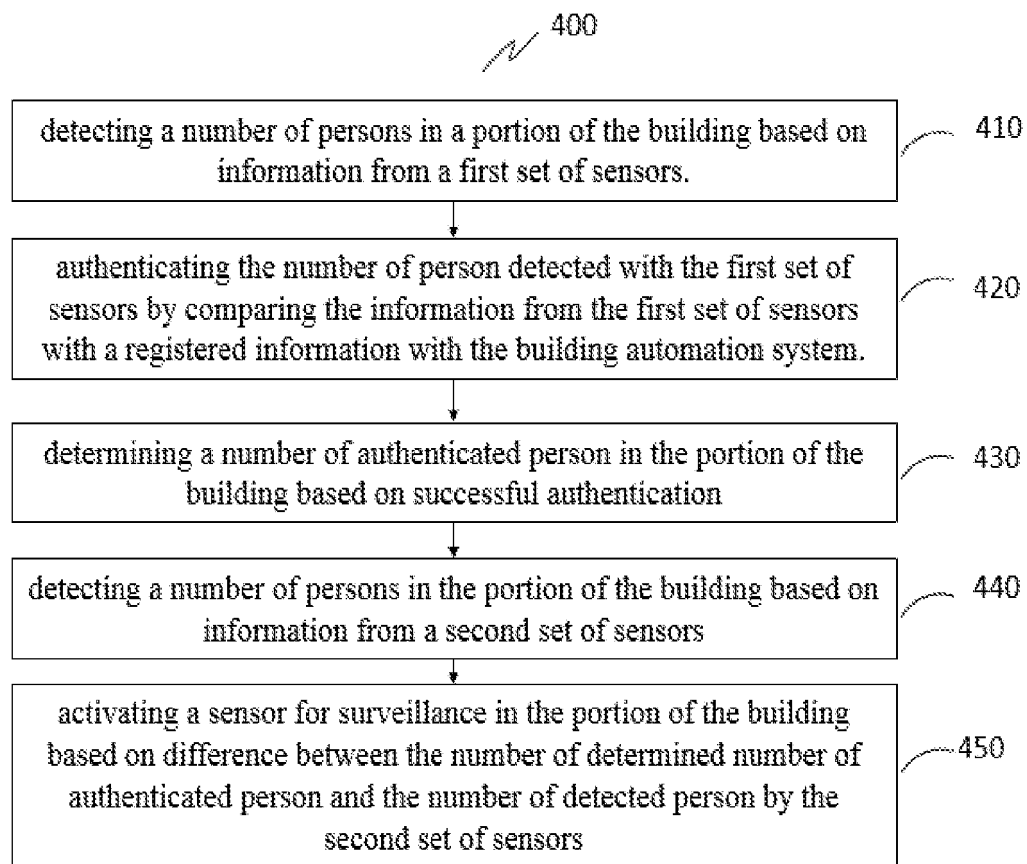 400
detecting a number of persons in a portion of the building based on
information from a first set of sensors.
410
authenticating the number of person detected with the first set of
sensors by comparing the information from the first set of sensors
with a registered information with the building automation system.
420
determining a number of authenticated person in the portion of the
building based on successful authentication
430
detecting a number of persons in the portion of the building based on
information from a second set of sensors
440
activating a sensor for surveillance in the portion of the building
based on difference between the number of determined number of
authenticated person and the number of detected person by the
second set of sensors
450